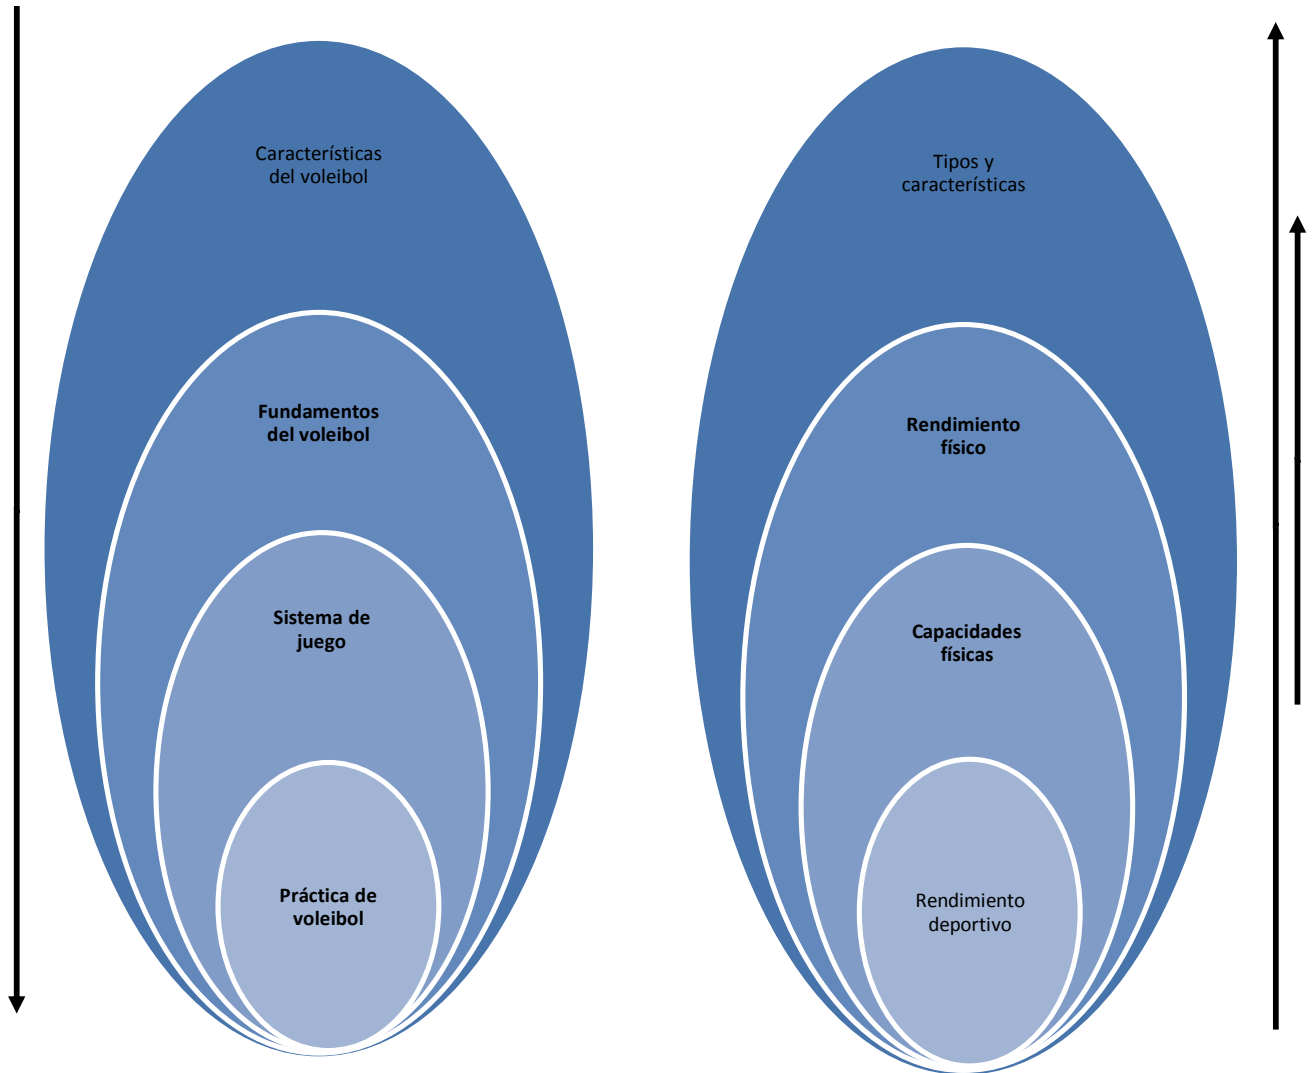 Características
del voleibol
Fundamentos
del voleibol
Sistema de
juego
Práctica de
voleibol
Tipos y
características
Rendimiento
físico
Capacidades
físicas
Rendimiento
deportivo